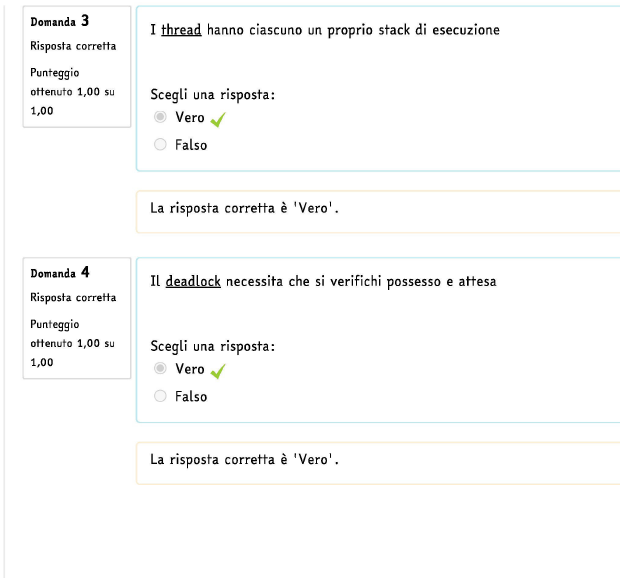 Domanda 3
Risposta corretta
Punteggio
ottenuto 1,00 su
1,00
I thread hanno ciascuno un proprio stack di esecuzione
Scegli una risposta:
Vero
Falso
La risposta corretta è 'Vero'.
Domanda 4
Risposta corretta
Punteggio
ottenuto 1,00 su
1,00
Il deadlock necessita che si verifichi possesso e attesa
Scegli una risposta:
Vero
Falso
La risposta corretta è 'Vero'.